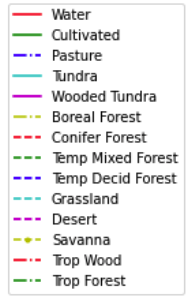 Water
Cultivated
Pasture
Tundra
Wooded Tundra
Boreal Forest
Conifer Forest
Temp Mixed Forest
Temp Decid Forest
Grassland
Desert
Savanna
Trop Wood
Trop Forest